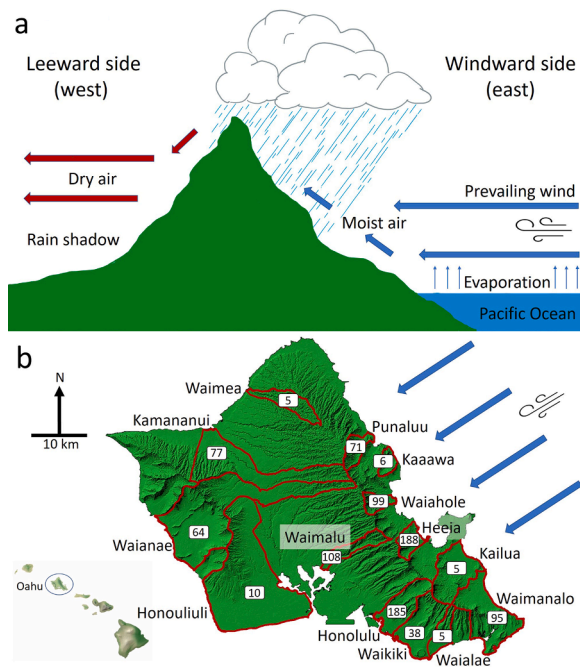 a
Leeward side
(west)
Windward side
(east)
Dry air
Prevailing wind
Moist air
Rain shadow
Evaporation
Pacific Ocean
b
N
10 km
Waimea
5
Kamananui
77
Punaluu
71
6
Kaaawa
99
Waiahole
64
Waimalu
108
188
Heeia
Waianae
Kailua
5
Oahu
10
Waimanalo
Honouliuli
185
95
Honolulu
38
5
Waikiki
Waialae